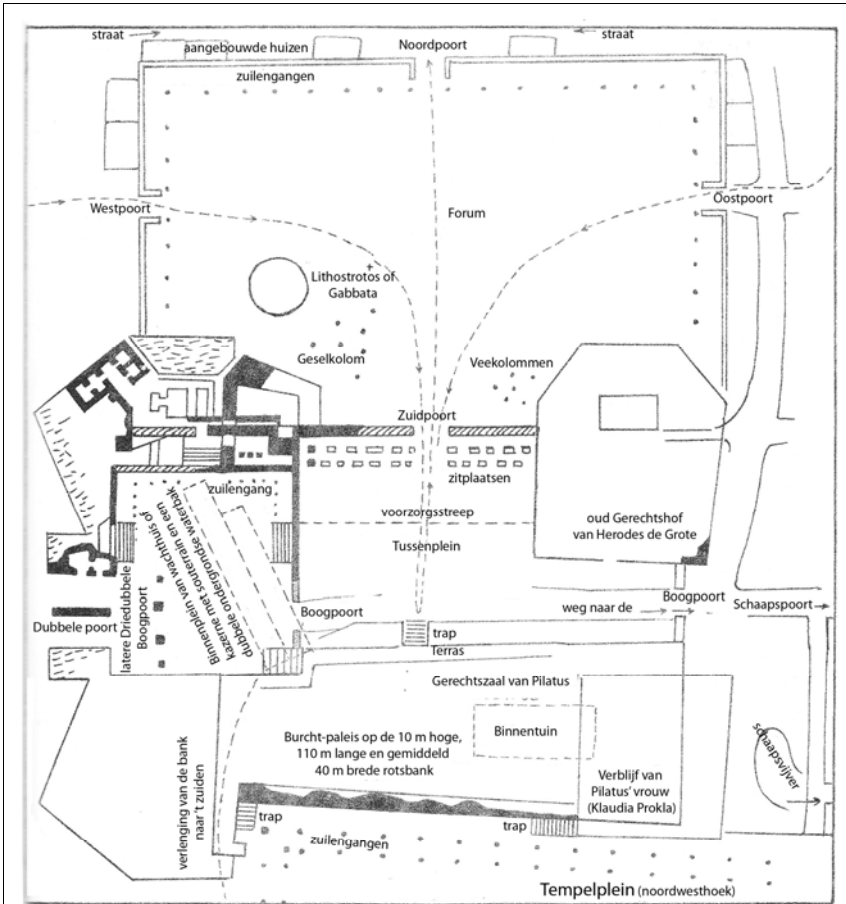 straat
aangebouwde huizen
Noordpoort
straat
zuilengangen
Westpoort
Oostpoort
Forum
Lithostrotos of
Gabbata
Geselkolom
Veekolommen
Zuidpoort
zuilengang
zitplaatsen
voorzorgsstreep
Tussenplein
oud Gerechtshof
van Herodes de Grote
Binnenplein van wachthuis of
kazerne met souterrain en een
dubbele ondergrondse waterbak
latere Driedubbele
Boogpoort
Dubbele poort
Boogpoort
Boogpoort
weg naar de
Schaapspoort
trap
Terras
Gerechtszaal van Pilatus
Binnentuin
Burcht-paleis op de 10 m hoge,
110 m lange en gemiddeld
40 m brede rotsbank
Verblijf van
Pilatus' vrouw
(Klaudia Prokla)
schaapsvijver
verlenging van de bank
naar 't zuiden
trap
trap
zuilengangen
Tempelplein (noordwesthoek)